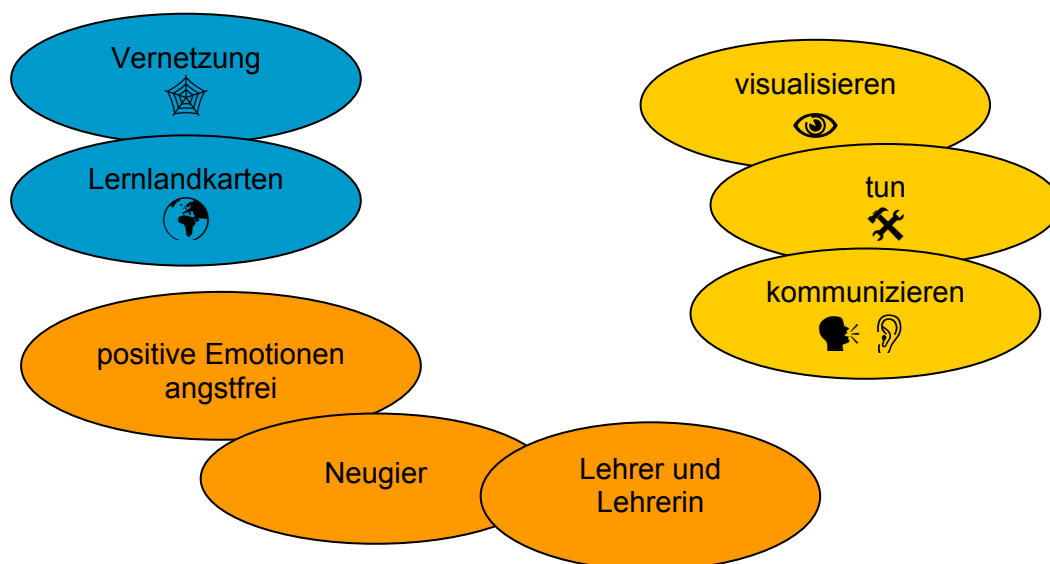 Vernetzung
Lernlandkarten
visualisieren
tun
kommunizieren
positive Emotionen
angstfrei
Neugier
Lehrer und
Lehrerin